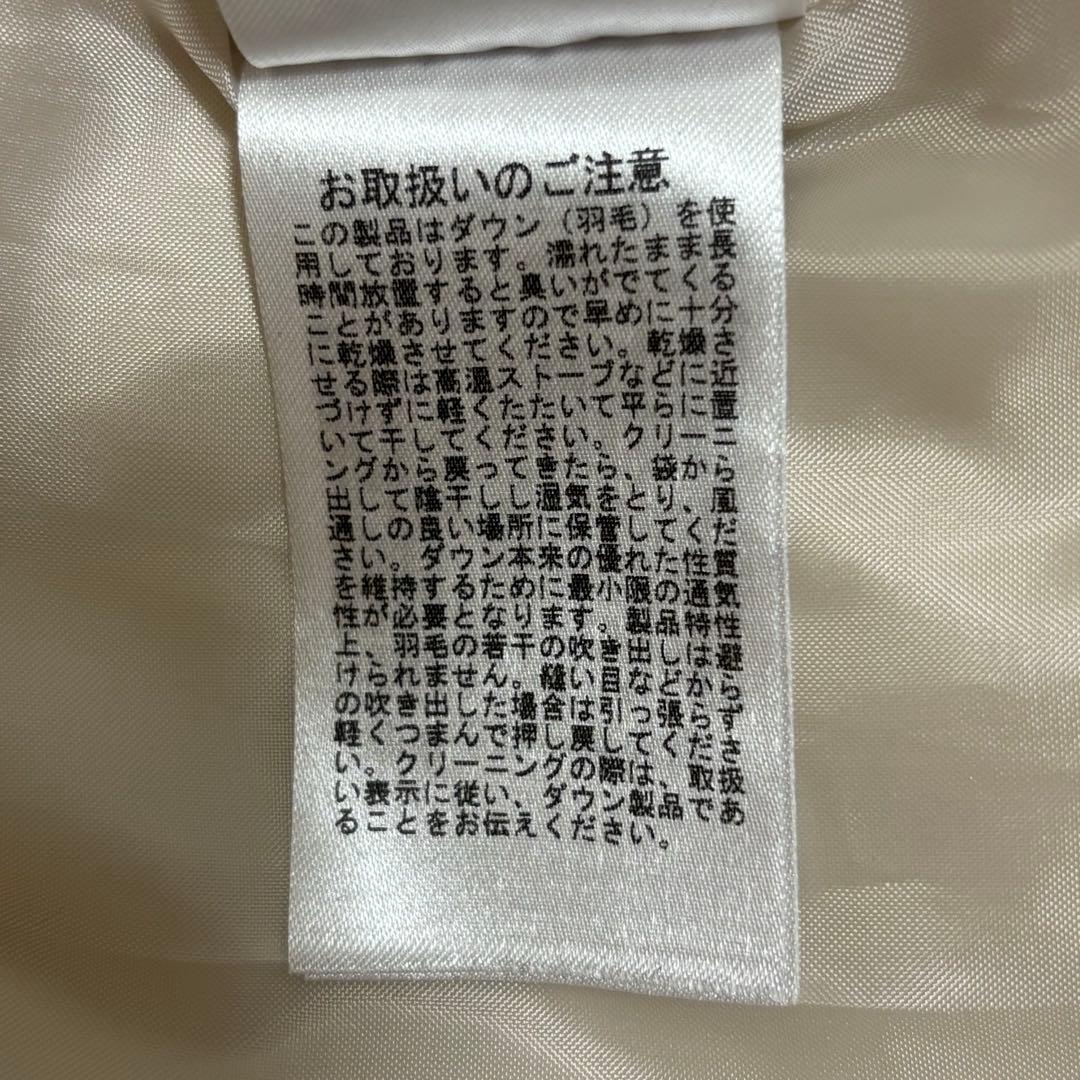 お取扱いのご注意
この製品はダウン（羽毛）を使
用しております。濡れたまま長
時間放置すると臭いがでてくる
ことがありますので早めに十分
に乾燥させてください。乾燥さ
せる際は高温ストーブなどに近
づけずに軽くたたいて平らに置
いて干してください。クリーニ
ングから戻ってきたら、袋から
出して陰干しし湿気をとり、風
通しの良い場所に保管してくだ
さい。ダウン本来の優れた性質
を維持するために最小限の通気
性が必要となります。製品特性
上、羽毛の若干の吹き出しは避
けられません。縫い目などから
の吹き出した場合は引っ張らず
軽くつまんで押し戻してくださ
い。クリーニングの際は、取扱
い表示に従い、ダウン製品であ
ることをお伝えください。